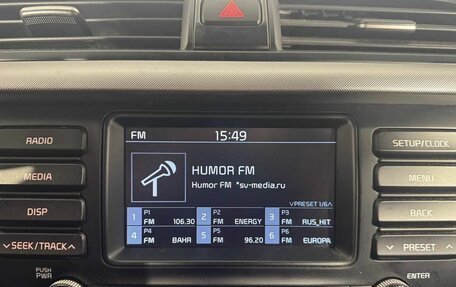 FM 15:49
RADIO
SETUP/CLOCK
HUMOR FM
MEDIA
MENU
Humor FM *sv-media.ru
PRESET 1/6
DISP
BACK
1 P1 FM 106.30 2 P2 FM ENERGY 3 P3 FM RUS_HIT
4 P4 FM ВАНЯ 5 P5 FM 96.20 6 P6 FM EUROPA
SEEK/TRACK
PRESET
PUSH PWR
ENTER